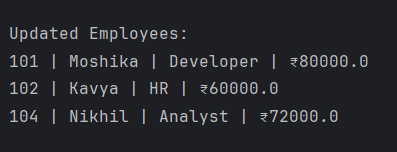 Updated Employees:
101 | Moshika | Developer | ₹80000.0
102 | Kavya | HR | ₹60000.0
104 | Nikhil | Analyst | ₹72000.0